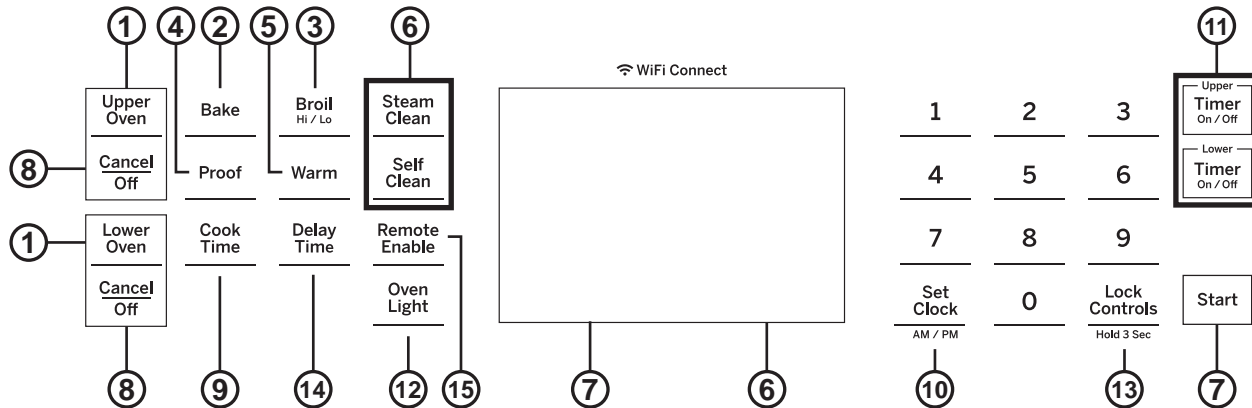 1 4 2 5 3 6 11
WiFi Connect
Upper
Oven
Bake
Broil
Hi / Lo
Steam
Clean
1 2 3
Upper
Timer
On / Off
8
Cancel
Off
Proof
Warm
Self
Clean
4 5 6
Lower
Timer
On / Off
1
Lower
Oven
Cook
Time
Delay
Time
Remote
Enable
7 8 9
Cancel
Off
Oven
Light
Set
Clock
AM / PM
0
Lock
Controls
Hold 3 Sec
Start
8 9 14 12 15 7 6 10 13 7